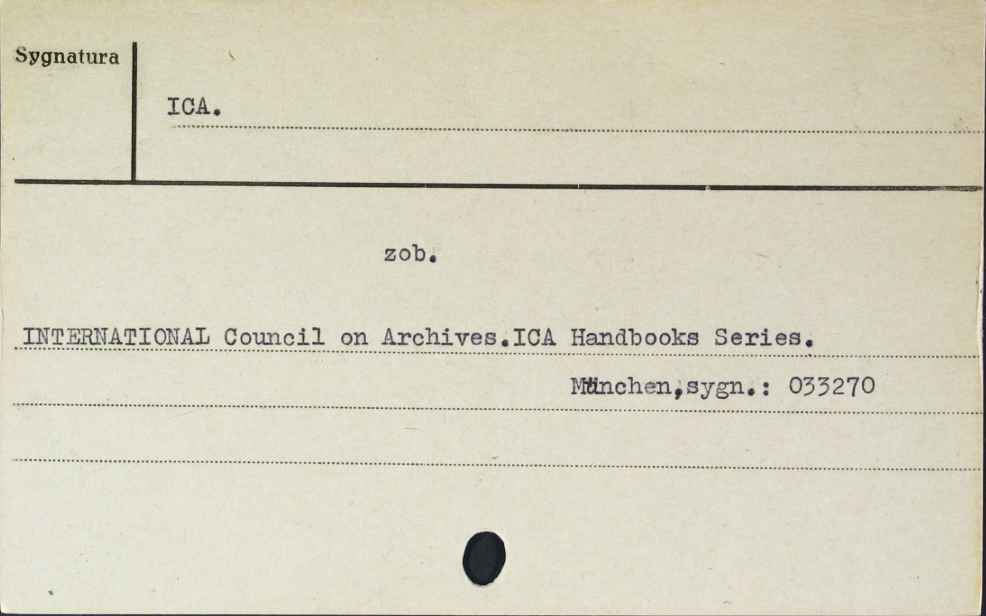 Sygnatura
ICA.
zob.
INTERNATIONAL Council on Archives.ICA Handbooks Series.
München,sygn.: 033270